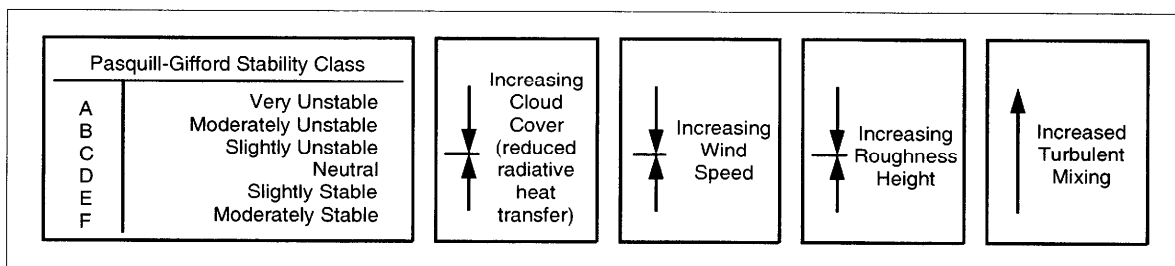 Pasquill-Gifford Stability Class
A Very Unstable
B Moderately Unstable
C Slightly Unstable
D Neutral
E Slightly Stable
F Moderately Stable
Increasing
Cloud
Cover
(reduced
radiative
heat
transfer)
Increasing
Wind
Speed
Increasing
Roughness
Height
Increased
Turbulent
Mixing